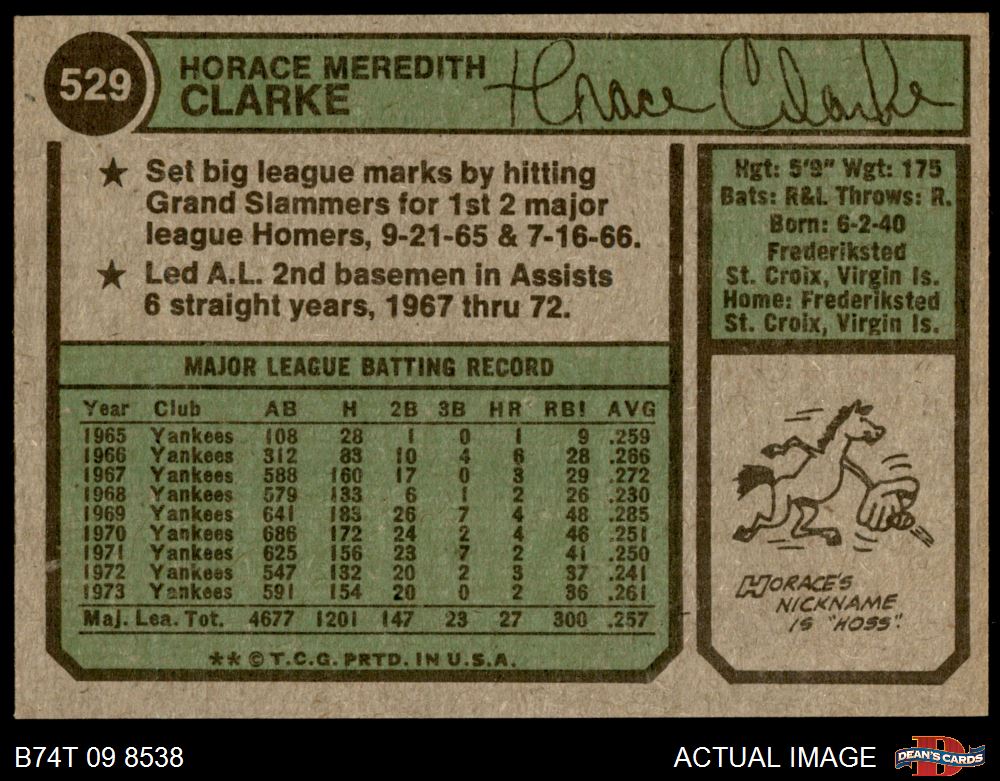 529
HORACE MEREDITH
CLARKE
Horace Clarke
★ Set big league marks by hitting
Grand Slammers for 1st 2 major
league Homers, 9-21-65 & 7-16-66.
★ Led A.L. 2nd basemen in Assists
6 straight years, 1967 thru 72.
Hgt: 5'9" Wgt: 175
Bats: R&L Throws: R.
Born: 6-2-40
Frederiksted
St. Croix, Virgin Is.
Home: Frederiksted
St. Croix, Virgin Is.
MAJOR LEAGUE BATTING RECORD
Year Club AB H 2B 3B HR RBI AVG
1965 Yankees 108 28 1 0 1 9 .259
1966 Yankees 312 83 10 4 6 28 .266
1967 Yankees 588 160 17 0 3 29 .272
1968 Yankees 579 133 6 1 2 26 .230
1969 Yankees 641 183 26 7 4 48 .285
1970 Yankees 686 172 24 2 4 46 .251
1971 Yankees 625 156 23 7 2 41 .250
1972 Yankees 547 132 20 2 3 37 .241
1973 Yankees 591 154 20 0 2 36 .261
Maj. Lea. Tot. 4677 1201 147 23 27 300 .257
** © T.C.G. PRTD. IN U.S.A.
HORACE'S
NICKNAME
IS "HOSS".
B74T 09 8538
ACTUAL IMAGE
DEAN'S CARDS